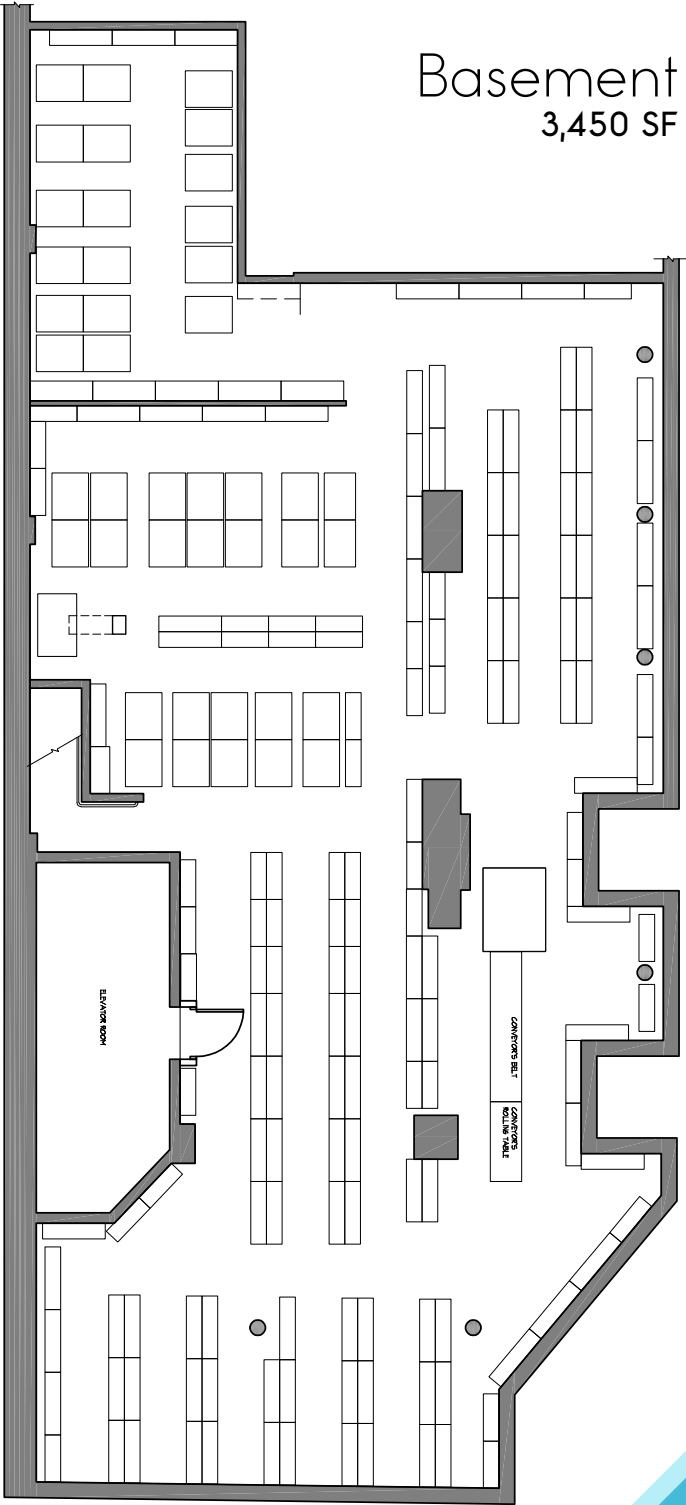 Basement
3,450 SF
ELEVATOR ROOM
CONVEYOR'S BELT
CONVEYOR'S
ROLLING TABLE